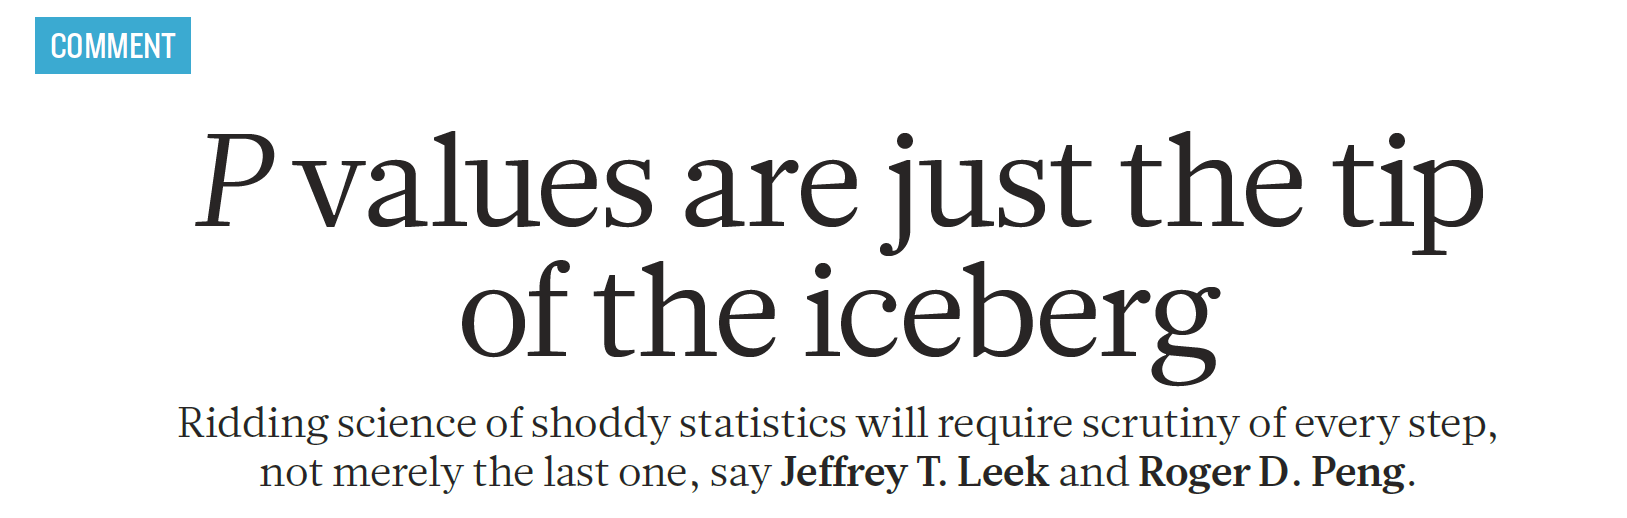 COMMENT
P values are just the tip
of the iceberg
Ridding science of shoddy statistics will require scrutiny of every step,
not merely the last one, say Jeffrey T. Leek and Roger D. Peng.